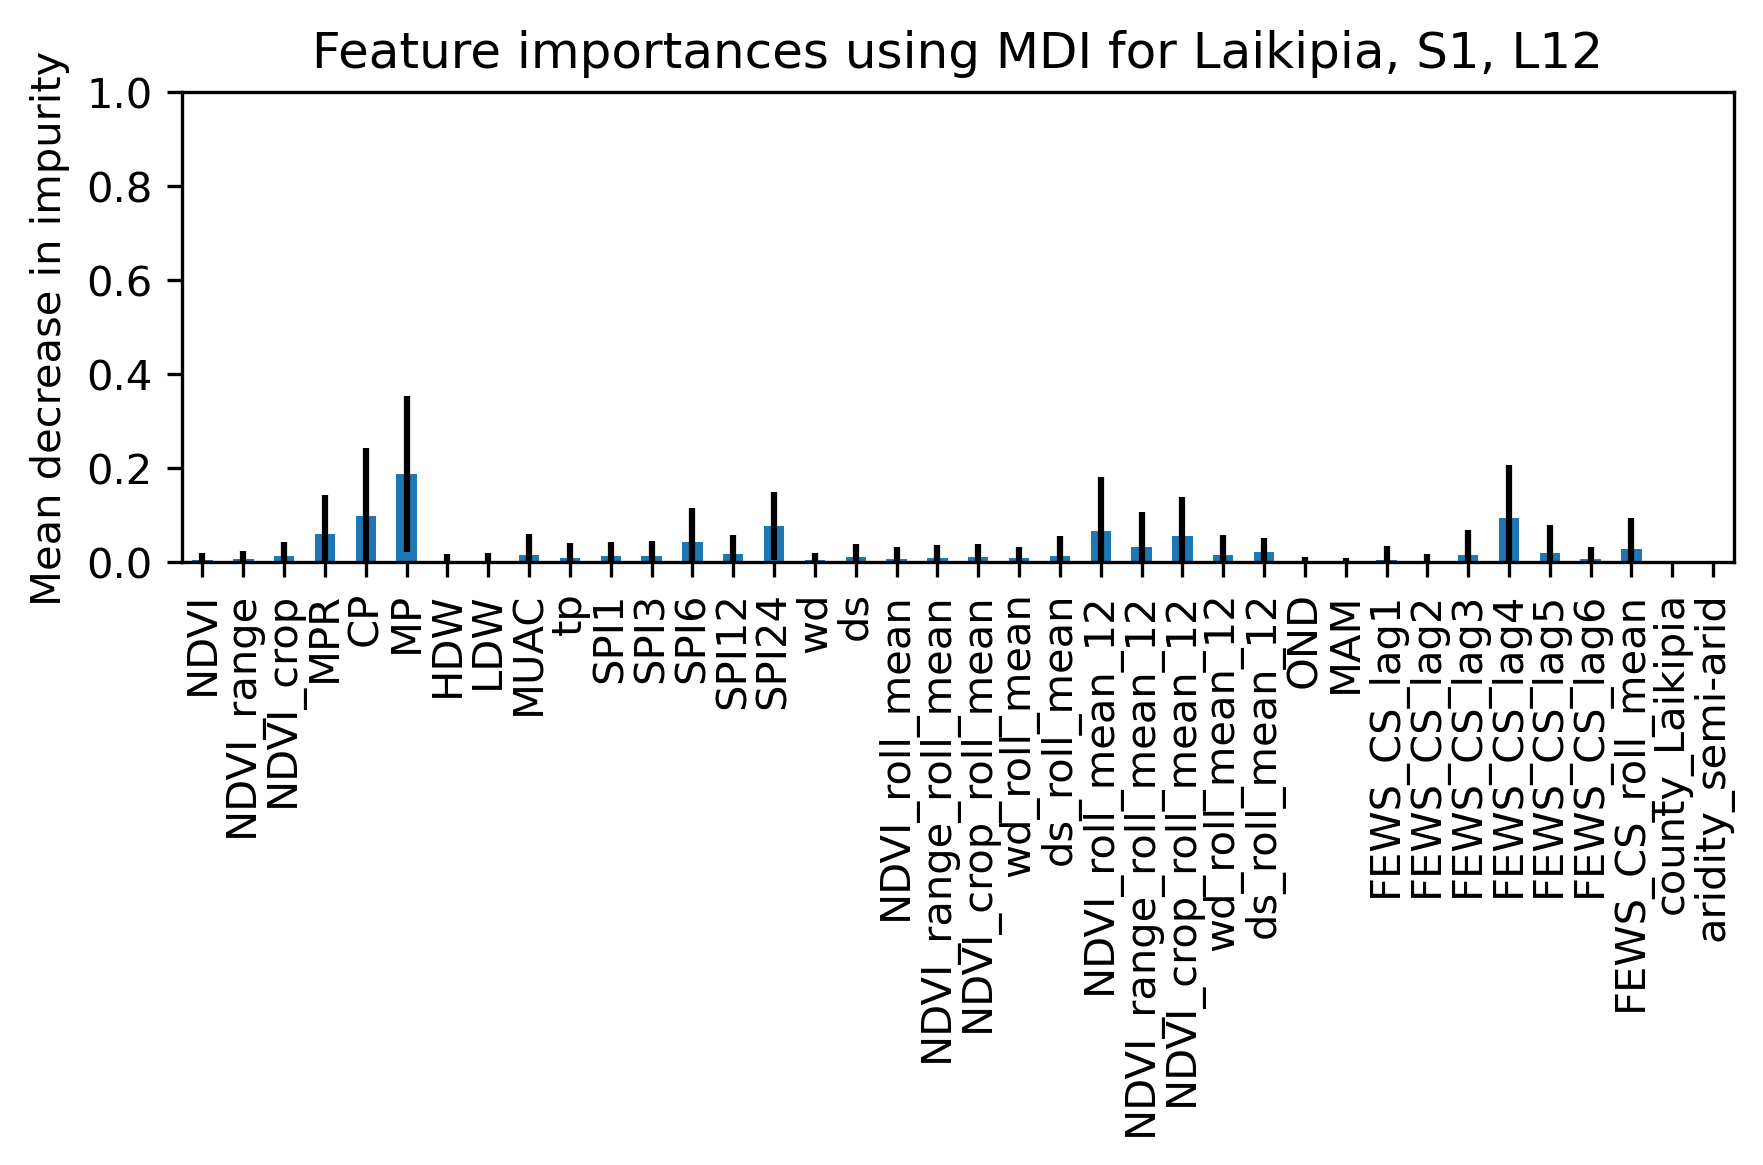 Feature importances using MDI for Laikipia, S1, L12
Mean decrease in impurity
1.0
0.8
0.6
0.4
0.2
0.0
NDVI
NDVI_range
NDVI_crop
MPR
CP
MP
HDW
LDW
MUAC
tp
SPI1
SPI3
SPI6
SPI12
SPI24
wd
ds
NDVI_roll_mean
NDVI_range_roll_mean
NDVI_crop_roll_mean
wd_roll_mean
ds_roll_mean
NDVI_roll_mean_12
NDVI_range_roll_mean_12
NDVI_crop_roll_mean_12
wd_roll_mean_12
ds_roll_mean_12
OND
MAM
FEWS_CS_lag1
FEWS_CS_lag2
FEWS_CS_lag3
FEWS_CS_lag4
FEWS_CS_lag5
FEWS_CS_lag6
FEWS_CS_roll_mean
county_Laikipia
aridity_semi-arid